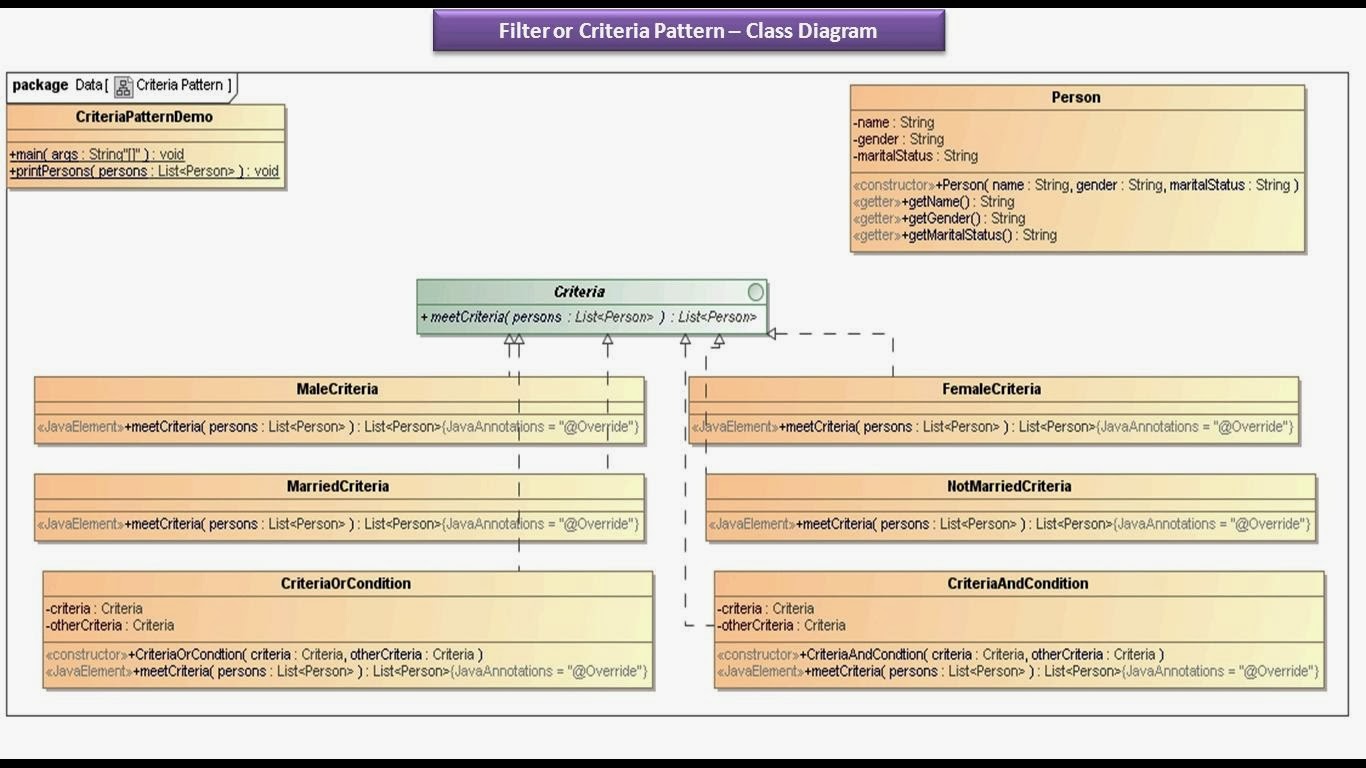 Filter or Criteria Pattern – Class Diagram
package Data[ Criteria Pattern ]
CriteriaPatternDemo
+main( args : String"[]" ) : void
+printPersons( persons : List<Person> ) : void
Person
-name : String
-gender : String
-maritalStatus : String
«constructor»+Person( name : String, gender : String, maritalStatus : String )
«getter»+getName() : String
«getter»+getGender() : String
«getter»+getMaritalStatus() : String
Criteria
+ meetCriteria( persons : List<Person> ) : List<Person>
MaleCriteria
«JavaElement»+meetCriteria( persons : List<Person> ) : List<Person>{JavaAnnotations = "@Override"}
FemaleCriteria
«JavaElement»+meetCriteria( persons : List<Person> ) : List<Person>{JavaAnnotations = "@Override"}
MarriedCriteria
«JavaElement»+meetCriteria( persons : List<Person> ) : List<Person>{JavaAnnotations = "@Override"}
NotMarriedCriteria
«JavaElement»+meetCriteria( persons : List<Person> ) : List<Person>{JavaAnnotations = "@Override"}
CriteriaOrCondition
-criteria : Criteria
-otherCriteria : Criteria
«constructor»+CriteriaOrCondtion( criteria : Criteria, otherCriteria : Criteria )
«JavaElement»+meetCriteria( persons : List<Person> ) : List<Person>{JavaAnnotations = "@Override"}
CriteriaAndCondition
-criteria : Criteria
-otherCriteria : Criteria
«constructor»+CriteriaAndCondtion( criteria : Criteria, otherCriteria : Criteria )
«JavaElement»+meetCriteria( persons : List<Person> ) : List<Person>{JavaAnnotations = "@Override"}